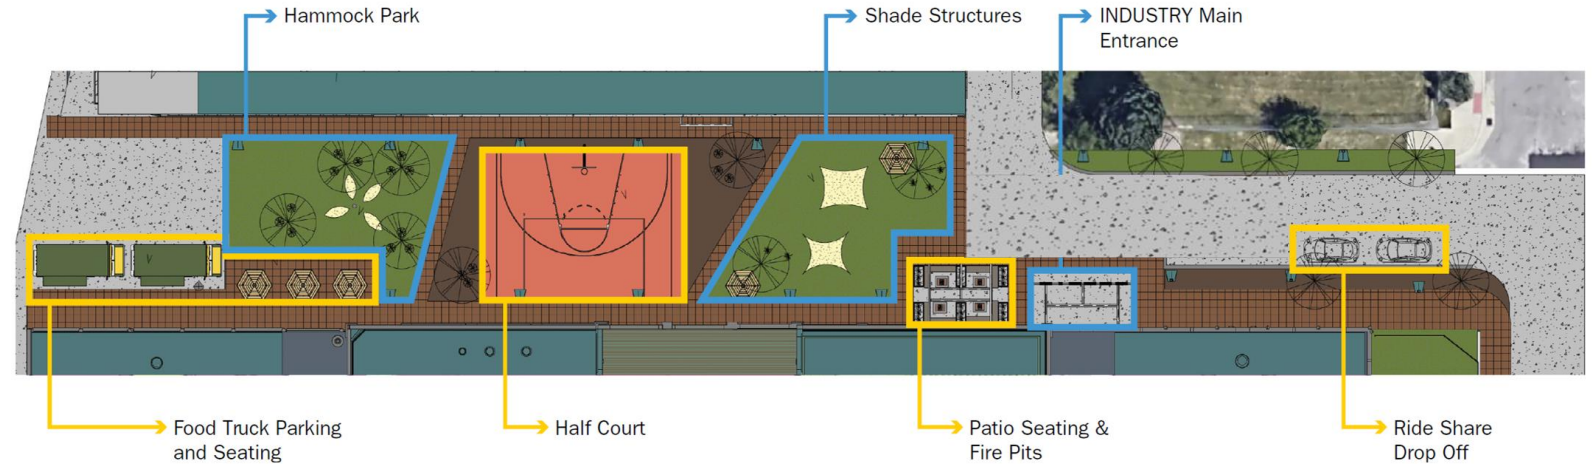 Hammock Park
Shade Structures
INDUSTRY Main
Entrance
Food Truck Parking
and Seating
Half Court
Patio Seating &
Fire Pits
Ride Share
Drop Off